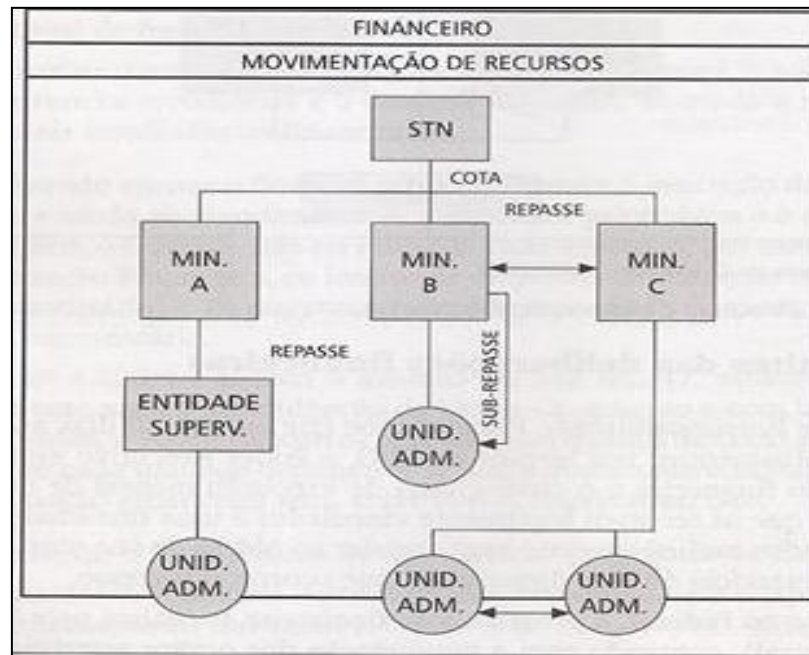 FINANCEIRO
MOVIMENTAÇÃO DE RECURSOS
STN
COTA
REPASSE
MIN.
A
MIN.
B
MIN.
C
REPASSE
SUB-REPASSE
ENTIDADE
SUPERV.
UNID.
ADM.
UNID.
ADM.
UNID.
ADM.
UNID.
ADM.